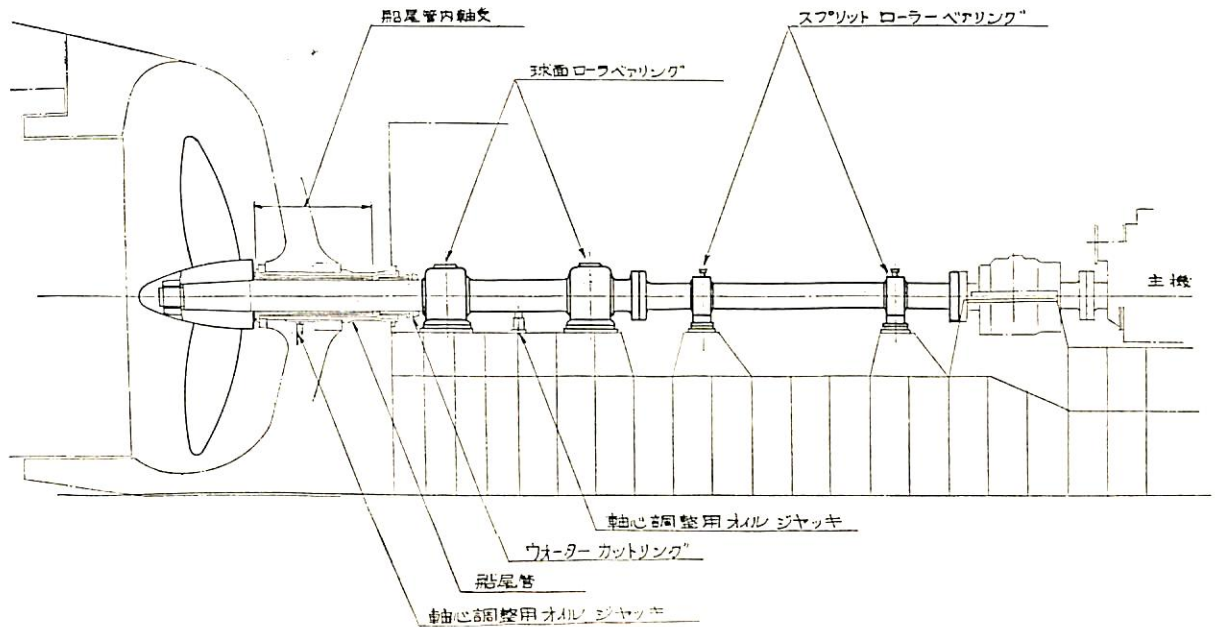 船尾管内軸受
スプリット ローラー ベアリング
球面ローラベアリング
主機
軸心調整用オイル ジヤッキ
ウオーター カットリング
船尾管
軸心調整用オイル ジヤッキ